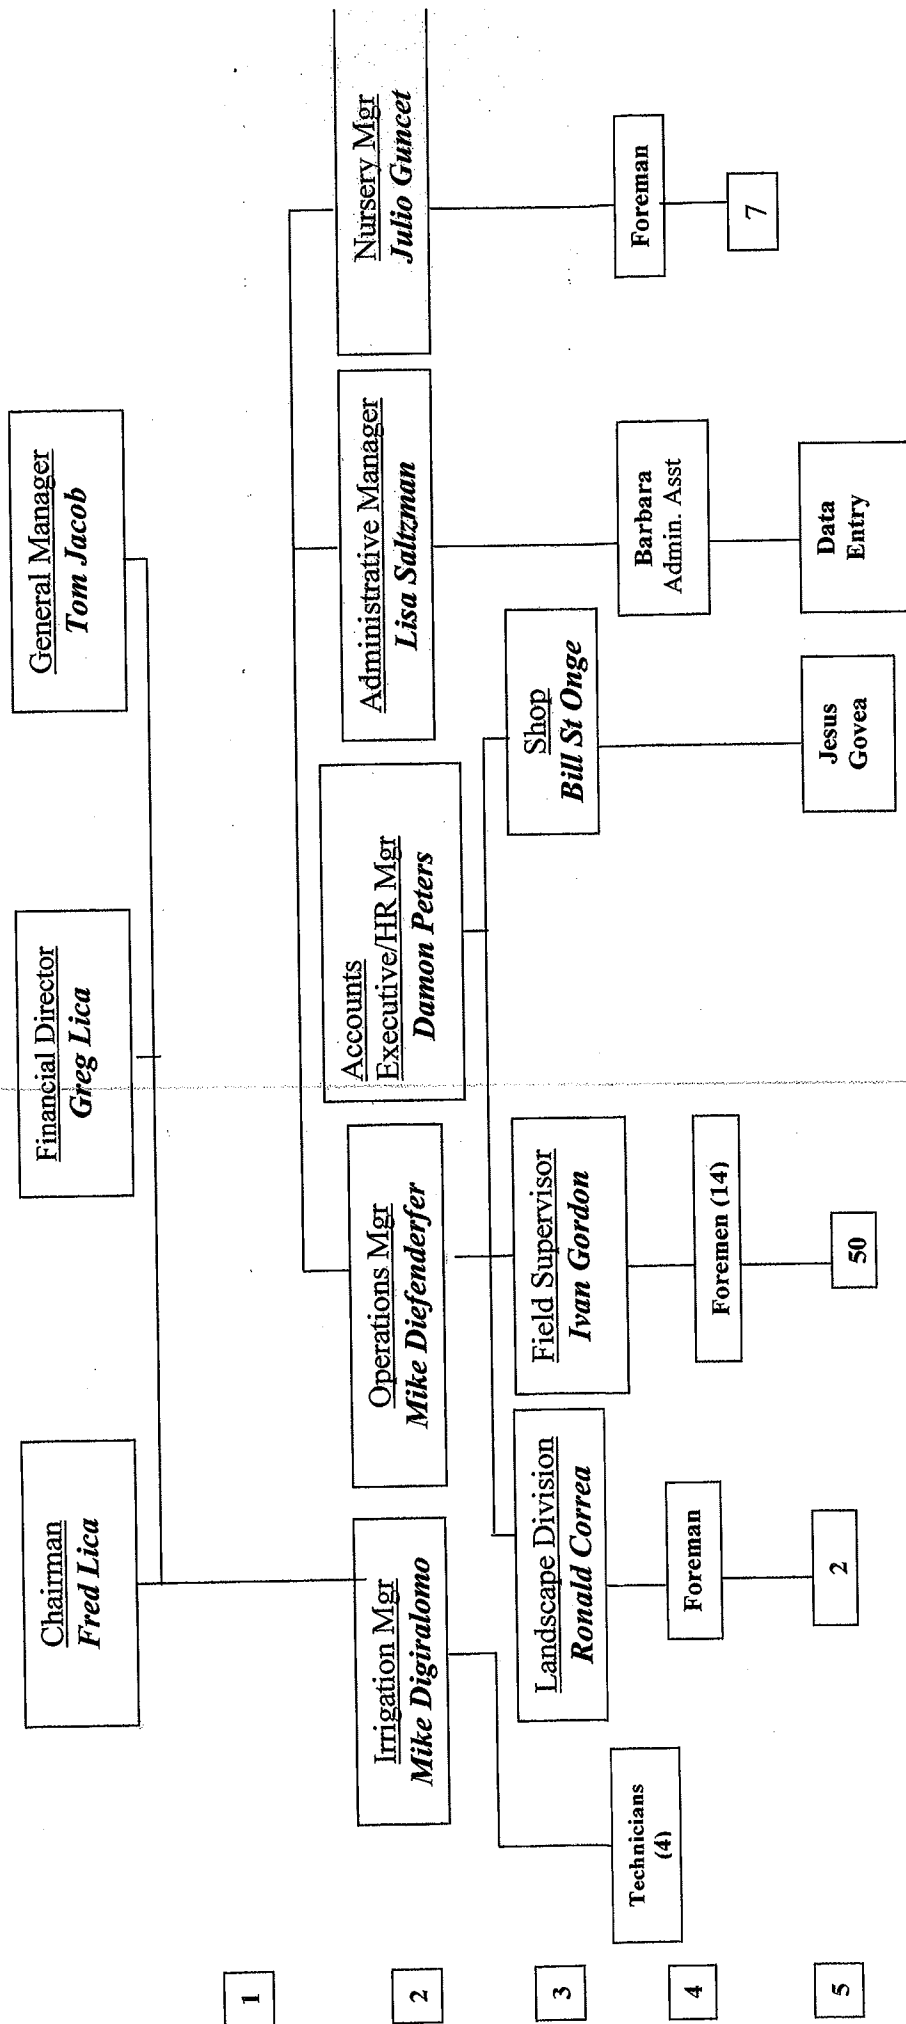 Chairman
Fred Lica
Financial Director
Greg Lica
General Manager
Tom Jacob
1
2
Irrigation Mgr
Mike Digiralomo
Operations Mgr
Mike Diefenderfer
Accounts
Executive/HR Mgr
Damon Peters
Administrative Manager
Lisa Saltzman
Nursery Mgr
Julio Guncet
3
Landscape Division
Ronald Correa
Field Supervisor
Ivan Gordon
Shop
Bill St Onge
4
Technicians
(4)
Foreman
Foremen (14)
Barbara
Admin. Asst
Foreman
5
2
50
Jesus
Govea
Data
Entry
7